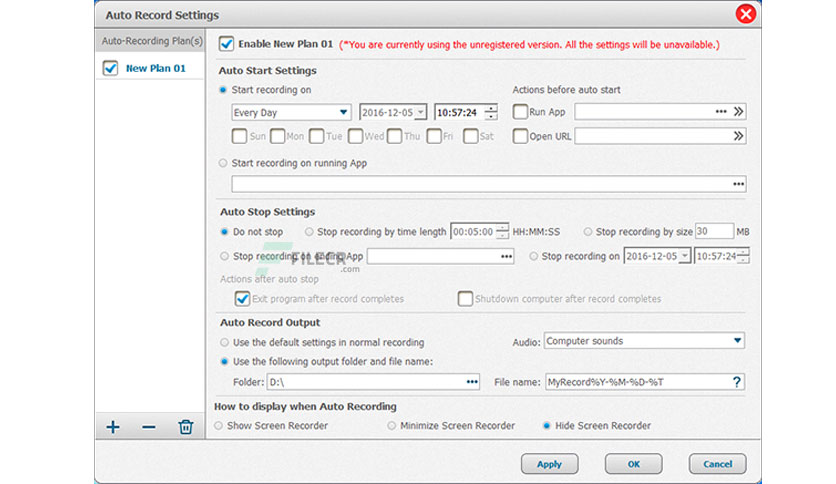 Auto Record Settings
Auto-Recording Plan(s)
New Plan 01
Enable New Plan 01 (*You are currently using the unregistered version. All the settings will be unavailable.)
Auto Start Settings
Start recording on
Actions before auto start
Every Day 2016-12-05 10:57:24
Run App
Sun Mon Tue Wed Thu Fri Sat
Open URL
Start recording on running App
Auto Stop Settings
Do not stop Stop recording by time length 00:05:00 HH:MM:SS Stop recording by size 30 MB
Stop recording on ending App Stop recording on 2016-12-05 10:57:24
FILECR
.com
Actions after auto stop
Exit program after record completes Shutdown computer after record completes
Auto Record Output
Use the default settings in normal recording Audio: Computer sounds
Use the following output folder and file name:
Folder: D:\ File name: MyRecord%Y-%M-%D-%T ?
How to display when Auto Recording
Show Screen Recorder Minimize Screen Recorder Hide Screen Recorder
Apply OK Cancel